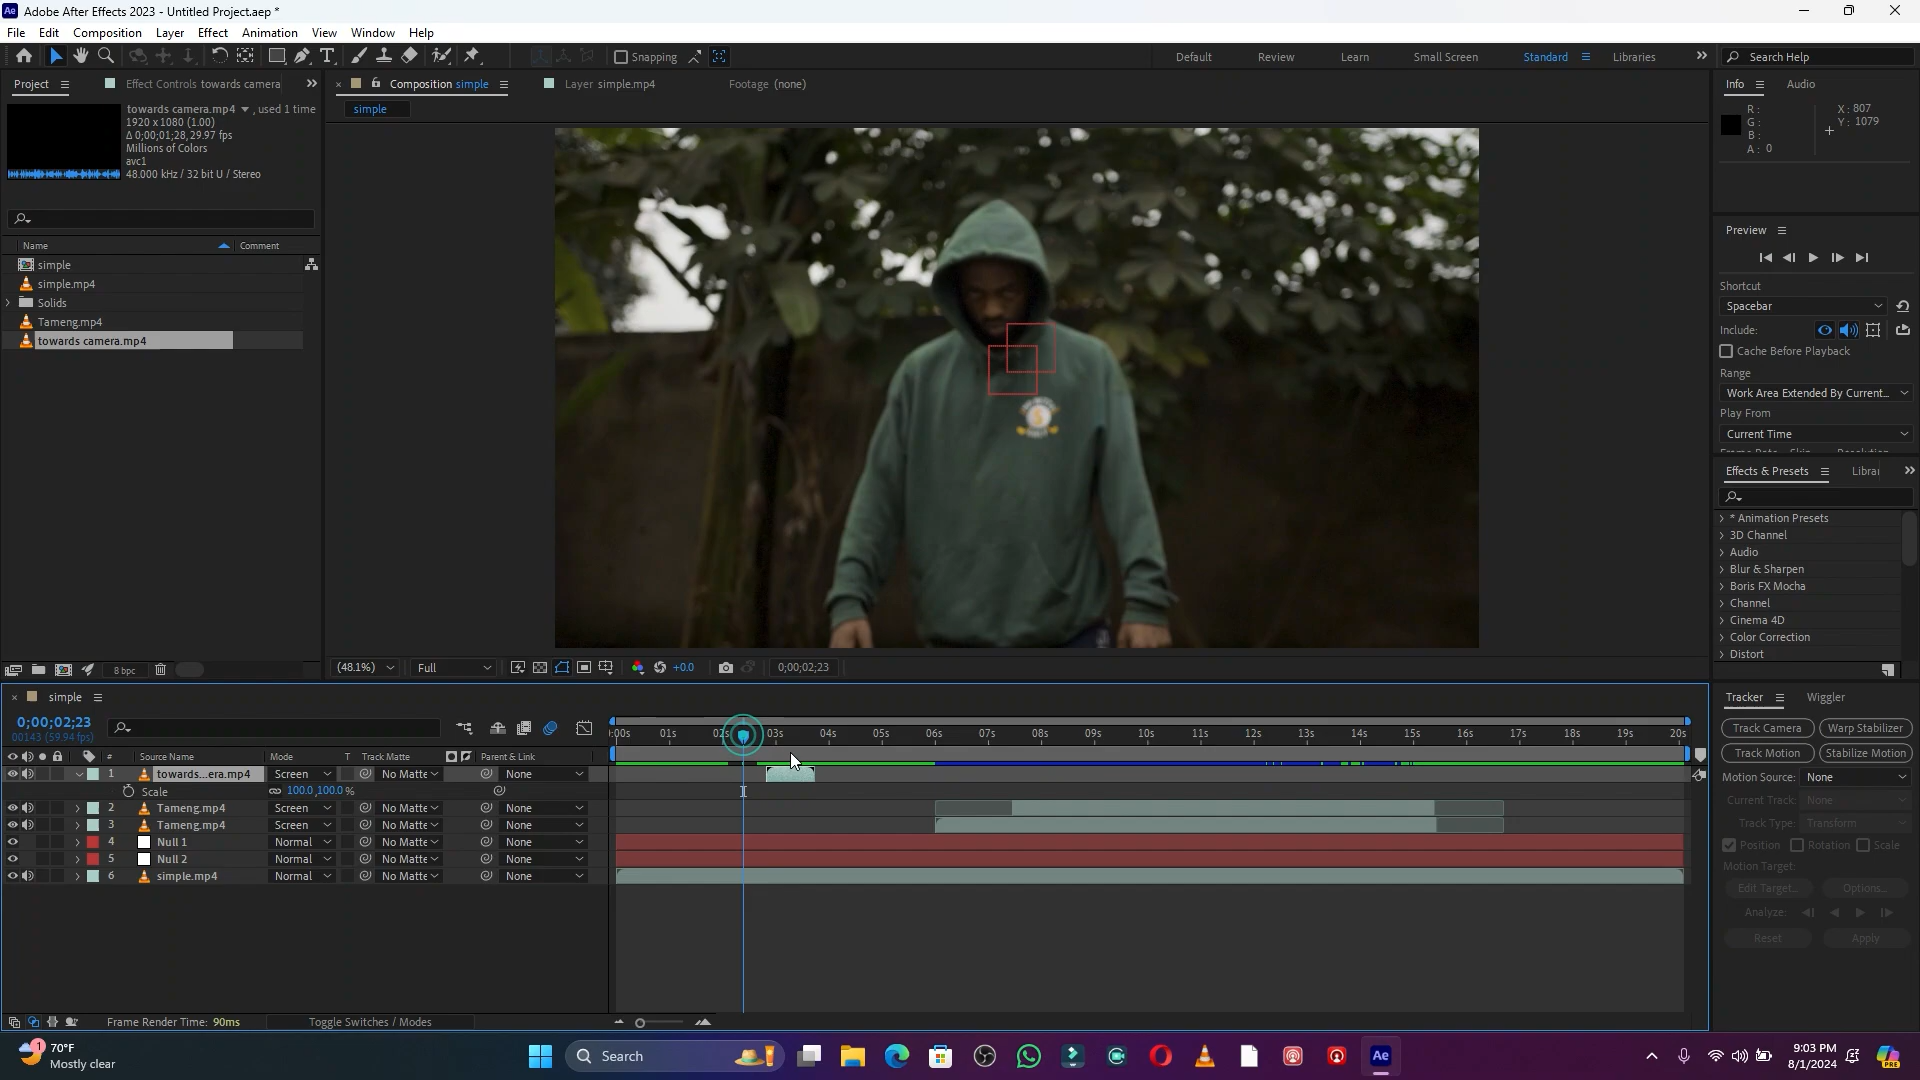 Adobe After Effects 2023 - Untitled Project.aep *
File Edit Composition Layer Effect Animation View Window Help
Snapping
Default Review Learn Small Screen Standard Libraries
Search Help
Project
Effect Controls towards camera
Composition simple
Layer simple.mp4
Footage (none)
simple
towards camera.mp4 , used 1 time
1920 x 1080 (1.00)
Δ 0;00;01;28, 29.97 fps
Millions of Colors
avc1
48.000 kHz / 32 bit U / Stereo
Name Comment
simple
simple.mp4
Solids
Tameng.mp4
towards camera.mp4
8 bpc
(48.1%) Full +0.0 0;00;02;23
Info Audio
R: X: 807
G: Y: 1079
B:
A: 0
Preview
Shortcut
Spacebar
Include:
Cache Before Playback
Range
Work Area Extended By Current...
Play From
Current Time
Effects & Presets Librai
* Animation Presets
3D Channel
Audio
Blur & Sharpen
Boris FX Mocha
Channel
Cinema 4D
Color Correction
Distort
simple
0;00;02;23
00143 (59.94 fps)
:00s 01s 02s 03s 04s 05s 06s 07s 08s 09s 10s 11s 12s 13s 14s 15s 16s 17s 18s 19s 20s
# Source Name Mode T Track Matte Parent & Link
1 towards...era.mp4 Screen No Matte None
Scale 100.0,100.0%
2 Tameng.mp4 Screen No Matte None
3 Tameng.mp4 Screen No Matte None
4 Null 1 Normal No Matte None
5 Null 2 Normal No Matte None
6 simple.mp4 Normal No Matte None
Frame Render Time: 90ms
Toggle Switches / Modes
Tracker Wiggler
Track Camera Warp Stabilizer
Track Motion Stabilize Motion
Motion Source: None
Current Track: None
Track Type: Transform
Position Rotation Scale
Motion Target:
Edit Target... Options...
Analyze:
Reset Apply
70°F
Mostly clear
Search
9:03 PM
8/1/2024